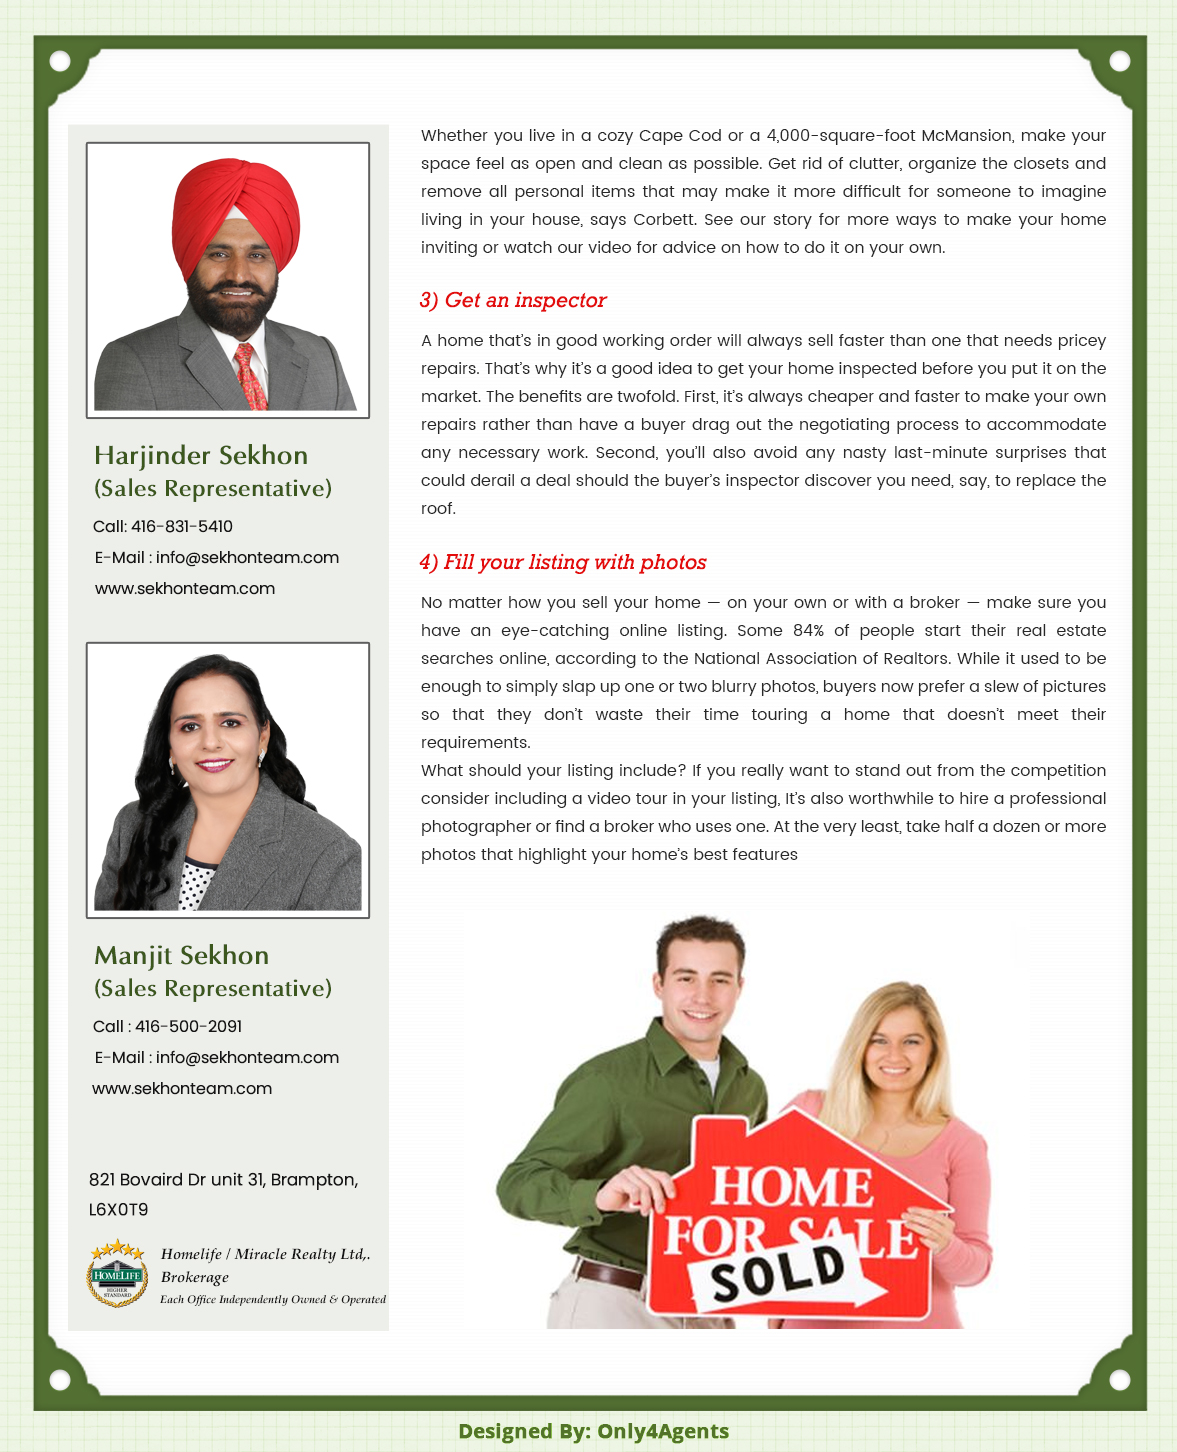 Harjinder Sekhon
(Sales Representative)
Call: 416-831-5410
E-Mail : info@sekhonteam.com
www.sekhonteam.com
Manjit Sekhon
(Sales Representative)
Call : 416-500-2091
E-Mail : info@sekhonteam.com
www.sekhonteam.com
821 Bovaird Dr unit 31, Brampton,
L6X0T9
HOMELIFE
HIGHER
STANDARD
Homelife / Miracle Realty Ltd,.
Brokerage
Each Office Independently Owned & Operated
Whether you live in a cozy Cape Cod or a 4,000-square-foot McMansion, make your
space feel as open and clean as possible. Get rid of clutter, organize the closets and
remove all personal items that may make it more difficult for someone to imagine
living in your house, says Corbett. See our story for more ways to make your home
inviting or watch our video for advice on how to do it on your own.
3) Get an inspector
A home that’s in good working order will always sell faster than one that needs pricey
repairs. That’s why it’s a good idea to get your home inspected before you put it on the
market. The benefits are twofold. First, it’s always cheaper and faster to make your own
repairs rather than have a buyer drag out the negotiating process to accommodate
any necessary work. Second, you’ll also avoid any nasty last-minute surprises that
could derail a deal should the buyer’s inspector discover you need, say, to replace the
roof.
4) Fill your listing with photos
No matter how you sell your home — on your own or with a broker — make sure you
have an eye-catching online listing. Some 84% of people start their real estate
searches online, according to the National Association of Realtors. While it used to be
enough to simply slap up one or two blurry photos, buyers now prefer a slew of pictures
so that they don’t waste their time touring a home that doesn’t meet their
requirements.
What should your listing include? If you really want to stand out from the competition
consider including a video tour in your listing, It’s also worthwhile to hire a professional
photographer or find a broker who uses one. At the very least, take half a dozen or more
photos that highlight your home’s best features
HOME
FOR SALE
SOLD
Designed By: Only4Agents